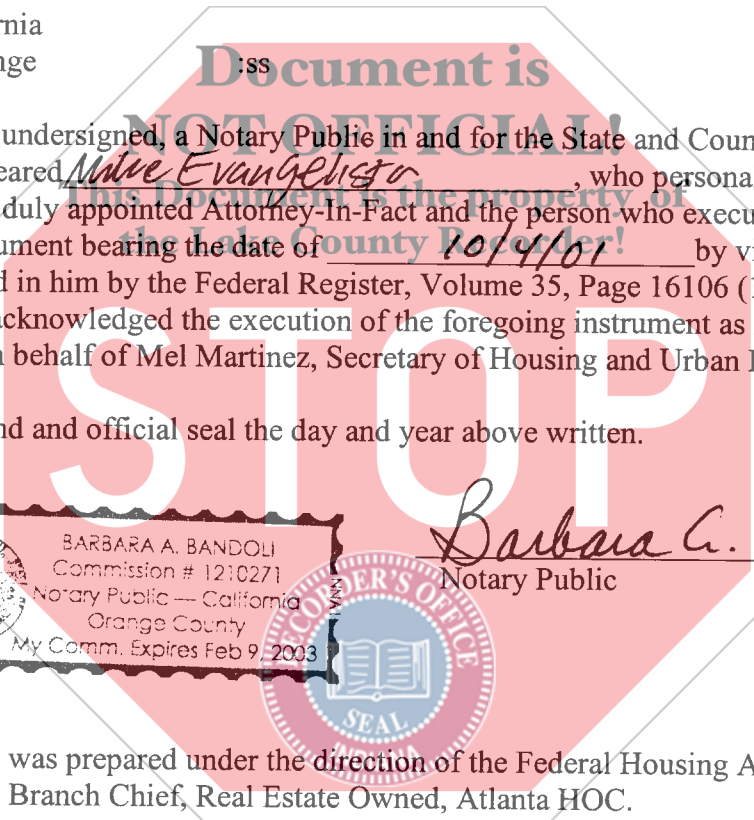 rnia
nge :ss
Document is
NOT OFFICIAL!
undersigned, a Notary Public in and for the State and Coun
eared Mike Evangelista, who persona
This Document is the property of
duly appointed Attorney-In-Fact and the person who execu
the Lake County Recorder!
ument bearing the date of 10/4/01 by v
d in him by the Federal Register, Volume 35, Page 16106 (
acknowledged the execution of the foregoing instrument as
behalf of Mel Martinez, Secretary of Housing and Urban
STOP
nd and official seal the day and year above written.
Barbara A.
Notary Public
BARBARA A. BANDOLI
Commission # 1210271
Notary Public — California
Orange County
My Comm. Expires Feb 9, 2003
RECORDER'S OFFICE
SEAL
INDIANA
was prepared under the direction of the Federal Housing A
Branch Chief, Real Estate Owned, Atlanta HOC.